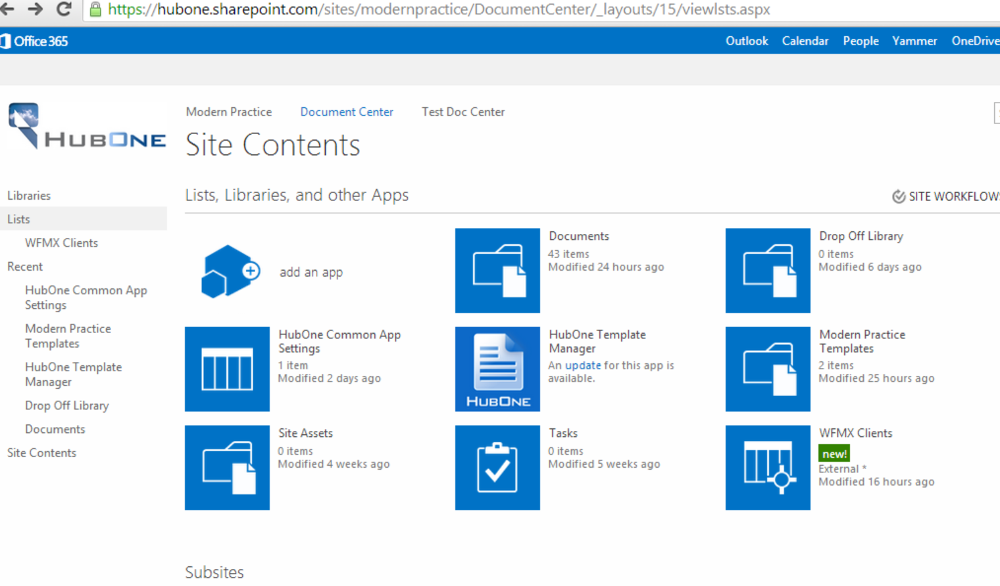 https://hubone.sharepoint.com/sites/modernpractice/DocumentCenter/_layouts/15/viewlsts.aspx
Office 365
Outlook Calendar People Yammer OneDrive
HUBONE
Modern Practice Document Center Test Doc Center
Site Contents
Libraries
Lists
WFMX Clients
Recent
HubOne Common App
Settings
Modern Practice
Templates
HubOne Template
Manager
Drop Off Library
Documents
Site Contents
Lists, Libraries, and other Apps
SITE WORKFLOWS
add an app
Documents
43 items
Modified 24 hours ago
Drop Off Library
0 items
Modified 6 days ago
HubOne Common App
Settings
1 item
Modified 2 days ago
HUBONE
HubOne Template
Manager
An update for this app is
available.
Modern Practice
Templates
2 items
Modified 25 hours ago
Site Assets
0 items
Modified 4 weeks ago
Tasks
0 items
Modified 5 weeks ago
WFMX Clients
new!
External *
Modified 16 hours ago
Subsites